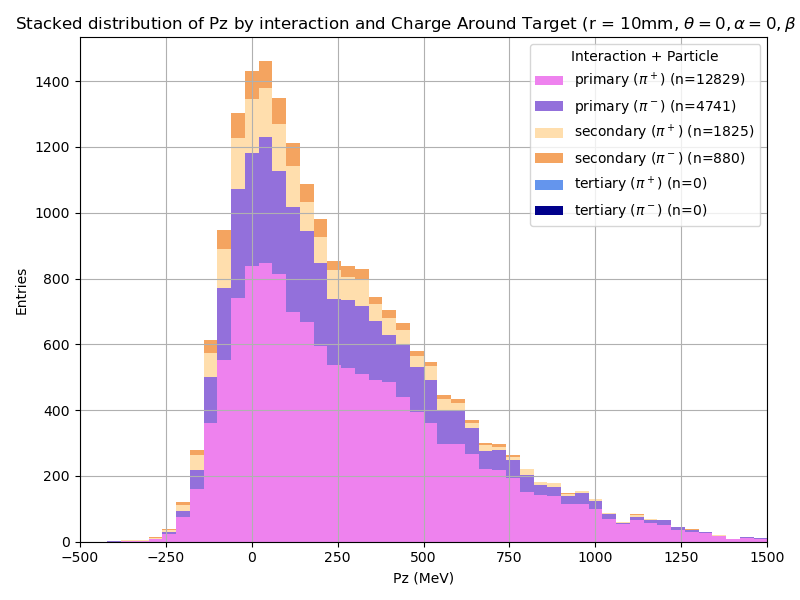 Stacked distribution of Pz by interaction and Charge Around Target (r = 10mm, θ = 0, α = 0, β
Interaction + Particle
primary (π⁺) (n=12829)
primary (π⁻) (n=4741)
secondary (π⁺) (n=1825)
secondary (π⁻) (n=880)
tertiary (π⁺) (n=0)
tertiary (π⁻) (n=0)
Entries
1400
1200
1000
800
600
400
200
0
−500 −250 0 250 500 750 1000 1250 1500
Pz (MeV)